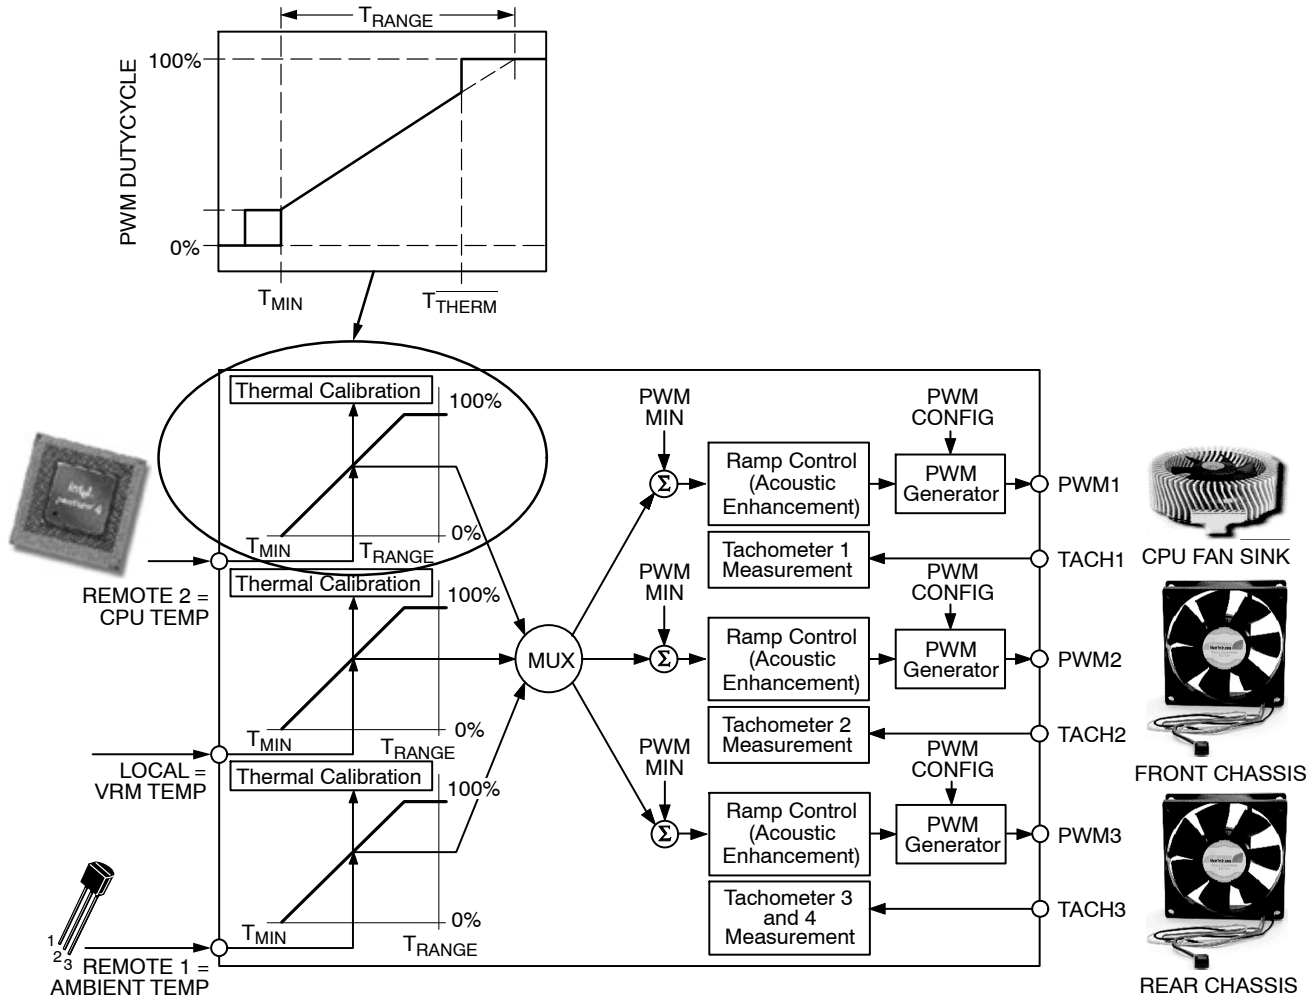 TRANGE
100%
PWM DUTYCYCLE
0%
TMIN
TTHERM
Thermal Calibration
100%
0%
TMIN
TRANGE
REMOTE 2 =
CPU TEMP
Thermal Calibration
100%
0%
TMIN
TRANGE
LOCAL =
VRM TEMP
Thermal Calibration
100%
0%
TMIN
TRANGE
1
2
3
REMOTE 1 =
AMBIENT TEMP
MUX
PWM
MIN
Σ
Ramp Control
(Acoustic
Enhancement)
PWM
CONFIG
PWM
Generator
PWM1
Tachometer 1
Measurement
TACH1
CPU FAN SINK
PWM
MIN
Σ
Ramp Control
(Acoustic
Enhancement)
PWM
CONFIG
PWM
Generator
PWM2
Tachometer 2
Measurement
TACH2
FRONT CHASSIS
PWM
MIN
Σ
Ramp Control
(Acoustic
Enhancement)
PWM
CONFIG
PWM
Generator
PWM3
Tachometer 3
and 4
Measurement
TACH3
REAR CHASSIS
intel